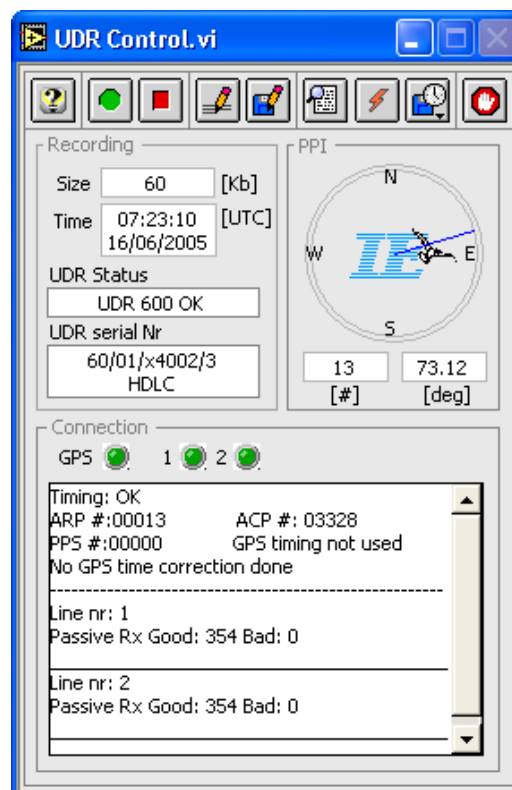 UDR Control.vi
Recording
Size 60 [Kb]
Time 07:23:10 [UTC]
16/06/2005
UDR Status
UDR 600 OK
UDR serial Nr
60/01/x4002/3
HDLC
PPI
N
W IE E
S
13 73.12
[#] [deg]
Connection
GPS 1 2
Timing: OK
ARP #:00013 ACP #: 03328
PPS #:00000 GPS timing not used
No GPS time correction done
Line nr: 1
Passive Rx Good: 354 Bad: 0
Line nr: 2
Passive Rx Good: 354 Bad: 0